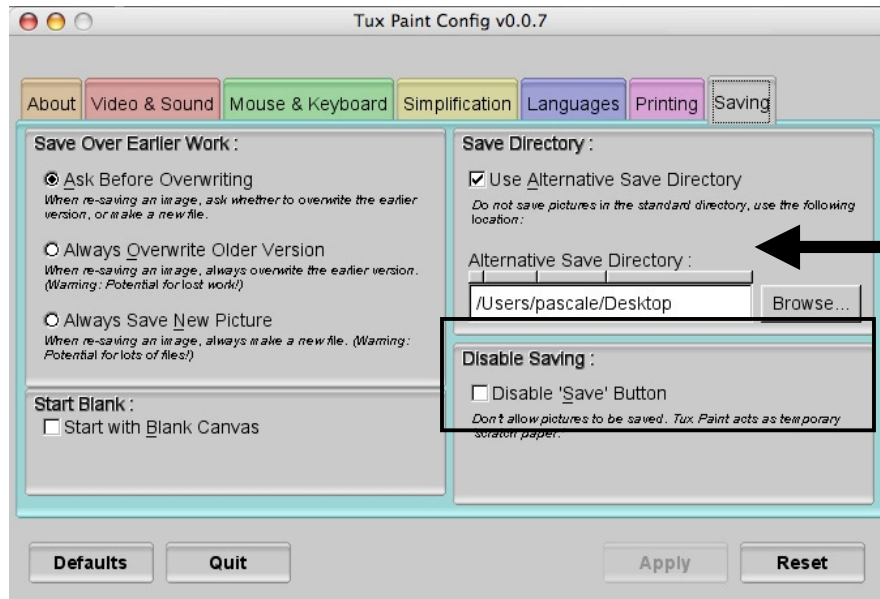 Tux Paint Config v0.0.7
About Video & Sound Mouse & Keyboard Simplification Languages Printing Saving
Save Over Earlier Work :
Ask Before Overwriting
When re-saving an image, ask whether to overwrite the earlier
version, or make a new file.
Always Overwrite Older Version
When re-saving an image, always overwrite the earlier version.
(Warning: Potential for lost work!)
Always Save New Picture
When re-saving an image, always make a new file. (Warning:
Potential for lots of files!)
Start Blank :
Start with Blank Canvas
Save Directory :
Use Alternative Save Directory
Do not save pictures in the standard directory, use the following
location:
Alternative Save Directory :
/Users/pascale/Desktop Browse...
Disable Saving :
Disable 'Save' Button
Don't allow pictures to be saved. Tux Paint acts as temporary
scratch paper.
Defaults Quit Apply Reset